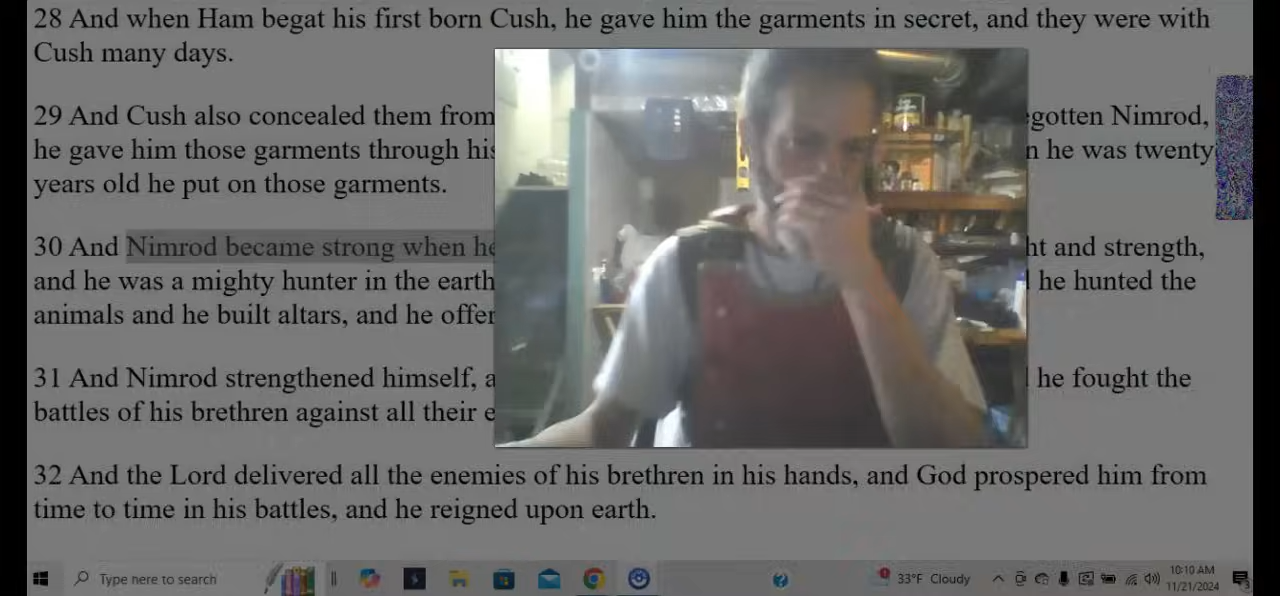 28 And when Ham begat his first born Cush, he gave him the garments in secret, and they were with
Cush many days.
29 And Cush also concealed them from gotten Nimrod,
he gave him those garments through his n he was twenty
years old he put on those garments.
30 And Nimrod became strong when he ht and strength,
and he was a mighty hunter in the earth he hunted the
animals and he built altars, and he offer
31 And Nimrod strengthened himself, a he fought the
battles of his brethren against all their e
32 And the Lord delivered all the enemies of his brethren in his hands, and God prospered him from
time to time in his battles, and he reigned upon earth.
Type here to search
33°F Cloudy
10:10 AM
11/21/2024